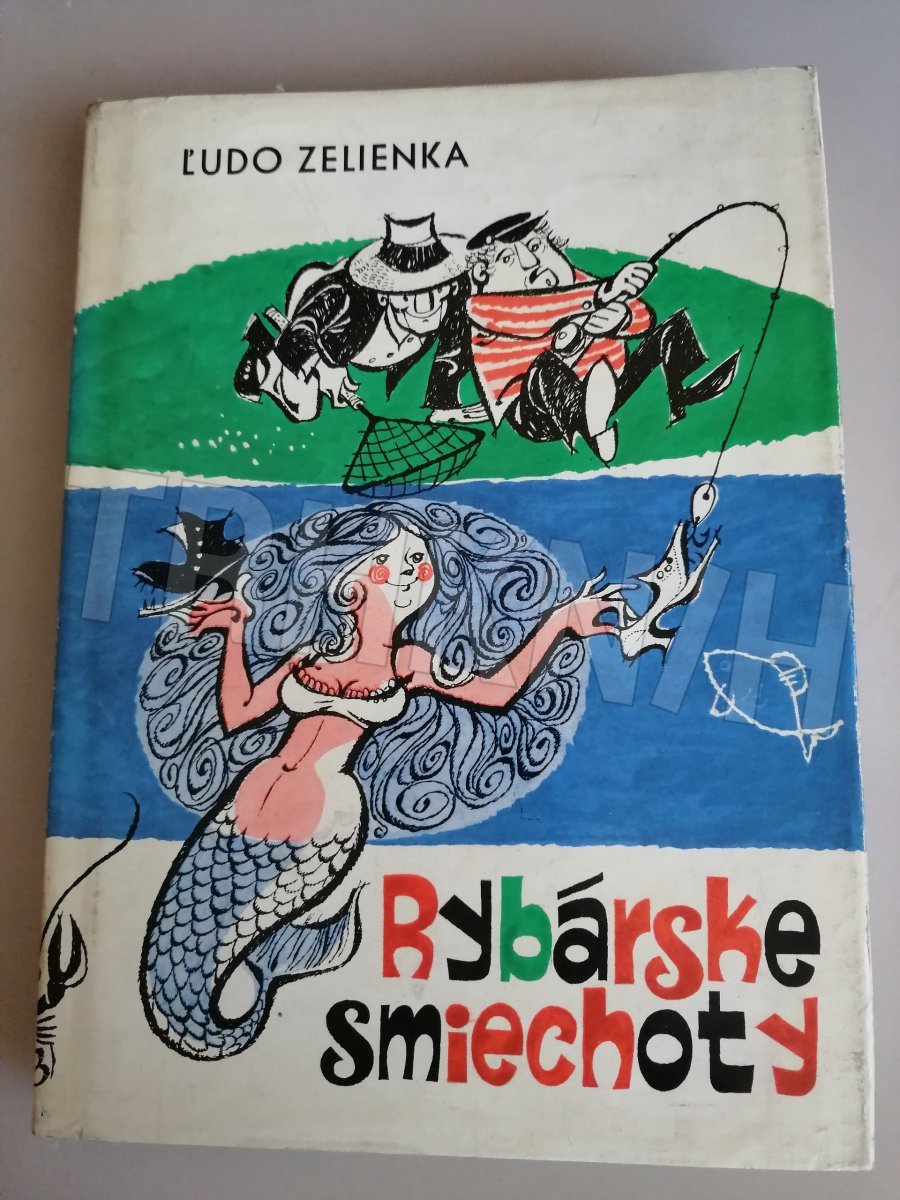 ĽUDO ZELIENKA
Rybárske
smiechoty